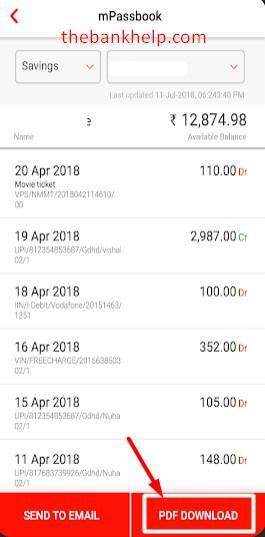 mPassbook
thebankhelp.com
Savings
Last updated 11-Jul-2018, 06:243:40 PM
e ₹ 12,874.98
Name Available Balance
20 Apr 2018 110.00 Dr
Movie ticket
VPS/NMMT/2018042114610/
00
19 Apr 2018 2,987.00 Cr
UPI/812354853687/Gdhd/vishal
02/1
18 Apr 2018 100.00 Dr
IIN/I-Debit/Vodafone/20151463/
1351
16 Apr 2018 352.00 Dr
VIN/FREECHARGE/2015638503
02/1
15 Apr 2018 105.00 Dr
UPI/812354853687/Gdhd/Nuha
02/1
11 Apr 2018 148.00 Dr
UPI/817683739926/Gdhd/Nuha
02/1
SEND TO EMAIL PDF DOWNLOAD